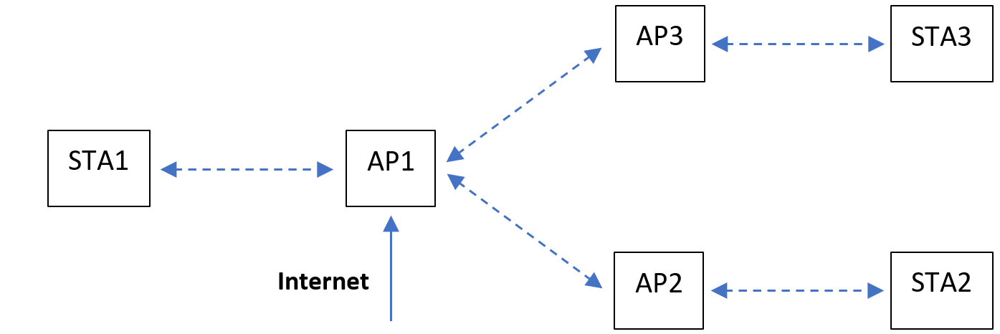 AP3
STA3
STA1
AP1
Internet
AP2
STA2